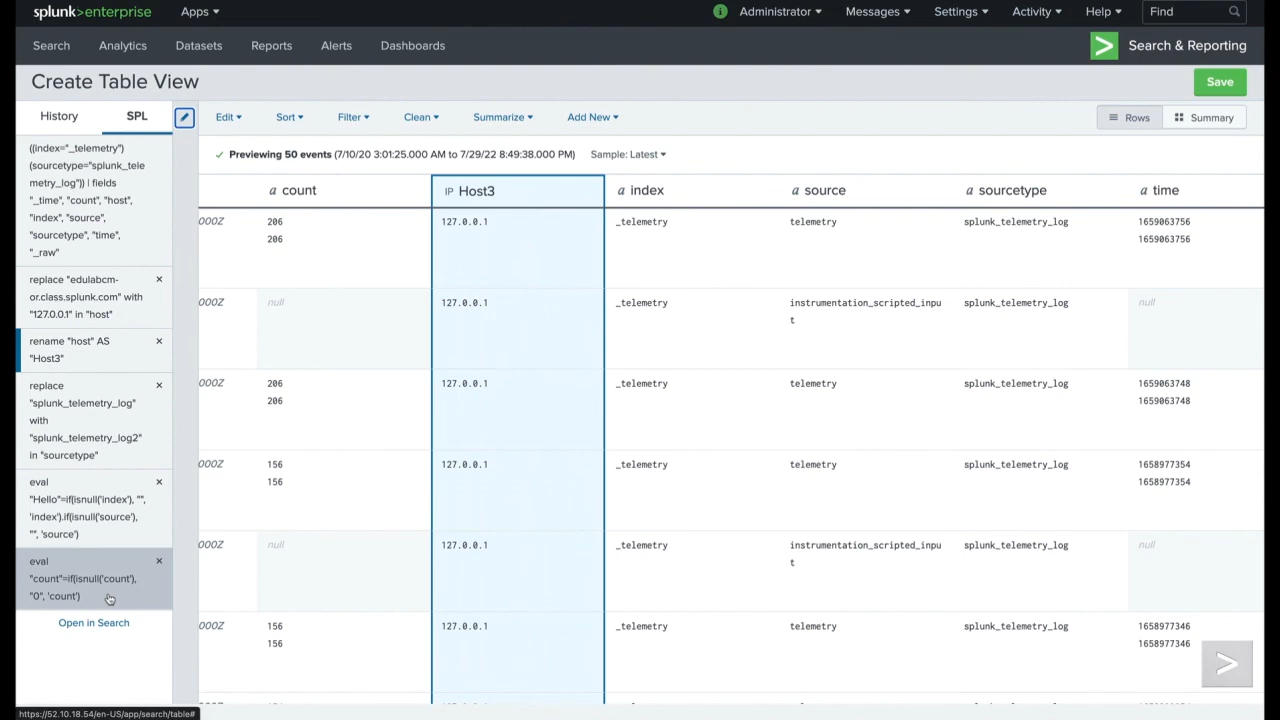 splunk>enterprise Apps Administrator Messages Settings Activity Help Find
Search Analytics Datasets Reports Alerts Dashboards Search & Reporting
Create Table View Save
History SPL Edit Sort Filter Clean Summarize Add New Rows Summary
((index="_telemetry")
(sourcetype="splunk_tele
metry_log")) | fields
"_time", "count", "host",
"index", "source",
"sourcetype", "time",
"_raw"
replace "edulabcm-
or.class.splunk.com" with
"127.0.0.1" in "host"
rename "host" AS
"Host3"
replace
"splunk_telemetry_log"
with
"splunk_telemetry_log2"
in "sourcetype"
eval
"Hello"=if(isnull('index'), "",
'index').if(isnull('source'),
"", 'source')
eval
"count"=if(isnull('count'),
"0", 'count')
Open in Search
Previewing 50 events (7/10/20 3:01:25.000 AM to 7/29/22 8:49:38.000 PM) Sample: Latest
a count IP Host3 a index a source a sourcetype a time
000Z 206 127.0.0.1 _telemetry telemetry splunk_telemetry_log 1659063756
206 1659063756
000Z null 127.0.0.1 _telemetry instrumentation_scripted_inpu splunk_telemetry_log null
t
000Z 206 127.0.0.1 _telemetry telemetry splunk_telemetry_log 1659063748
206 1659063748
000Z 156 127.0.0.1 _telemetry telemetry splunk_telemetry_log 1658977354
156 1658977354
000Z null 127.0.0.1 _telemetry instrumentation_scripted_inpu splunk_telemetry_log null
t
000Z 156 127.0.0.1 _telemetry telemetry splunk_telemetry_log 1658977346
156 1658977346
https://52.10.18.54/en-US/app/search/table#